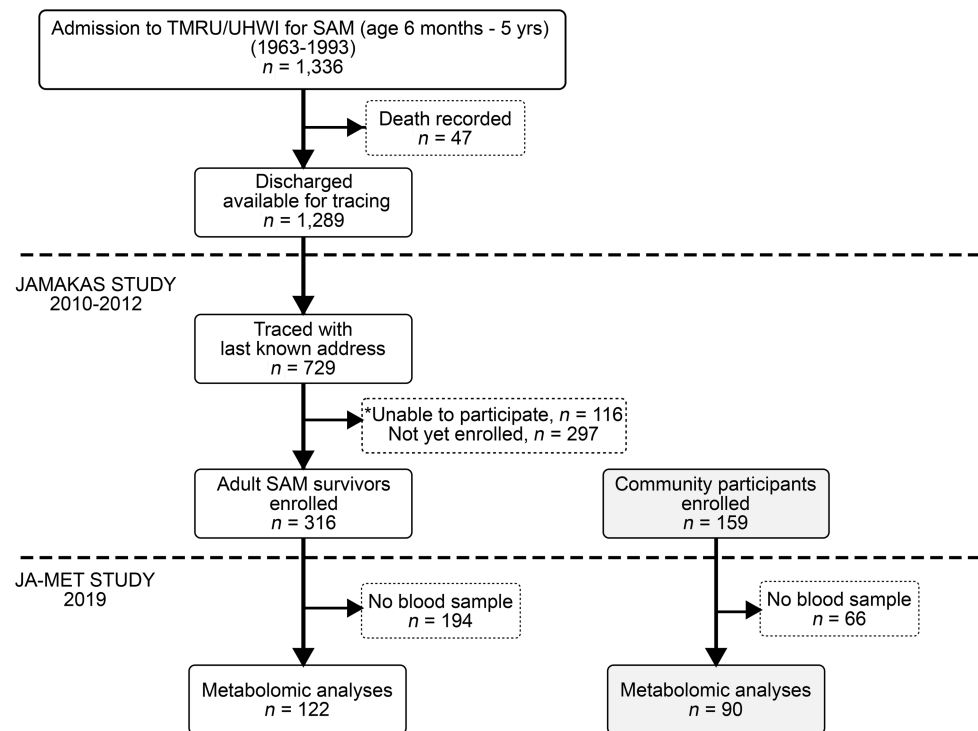 Admission to TMRU/UHWI for SAM (age 6 months - 5 yrs)
(1963-1993)
n = 1,336
Death recorded
n = 47
Discharged
available for tracing
n = 1,289
JAMAKAS STUDY
2010-2012
Traced with
last known address
n = 729
*Unable to participate, n = 116
Not yet enrolled, n = 297
Adult SAM survivors
enrolled
n = 316
Community participants
enrolled
n = 159
JA-MET STUDY
2019
No blood sample
n = 194
No blood sample
n = 66
Metabolomic analyses
n = 122
Metabolomic analyses
n = 90